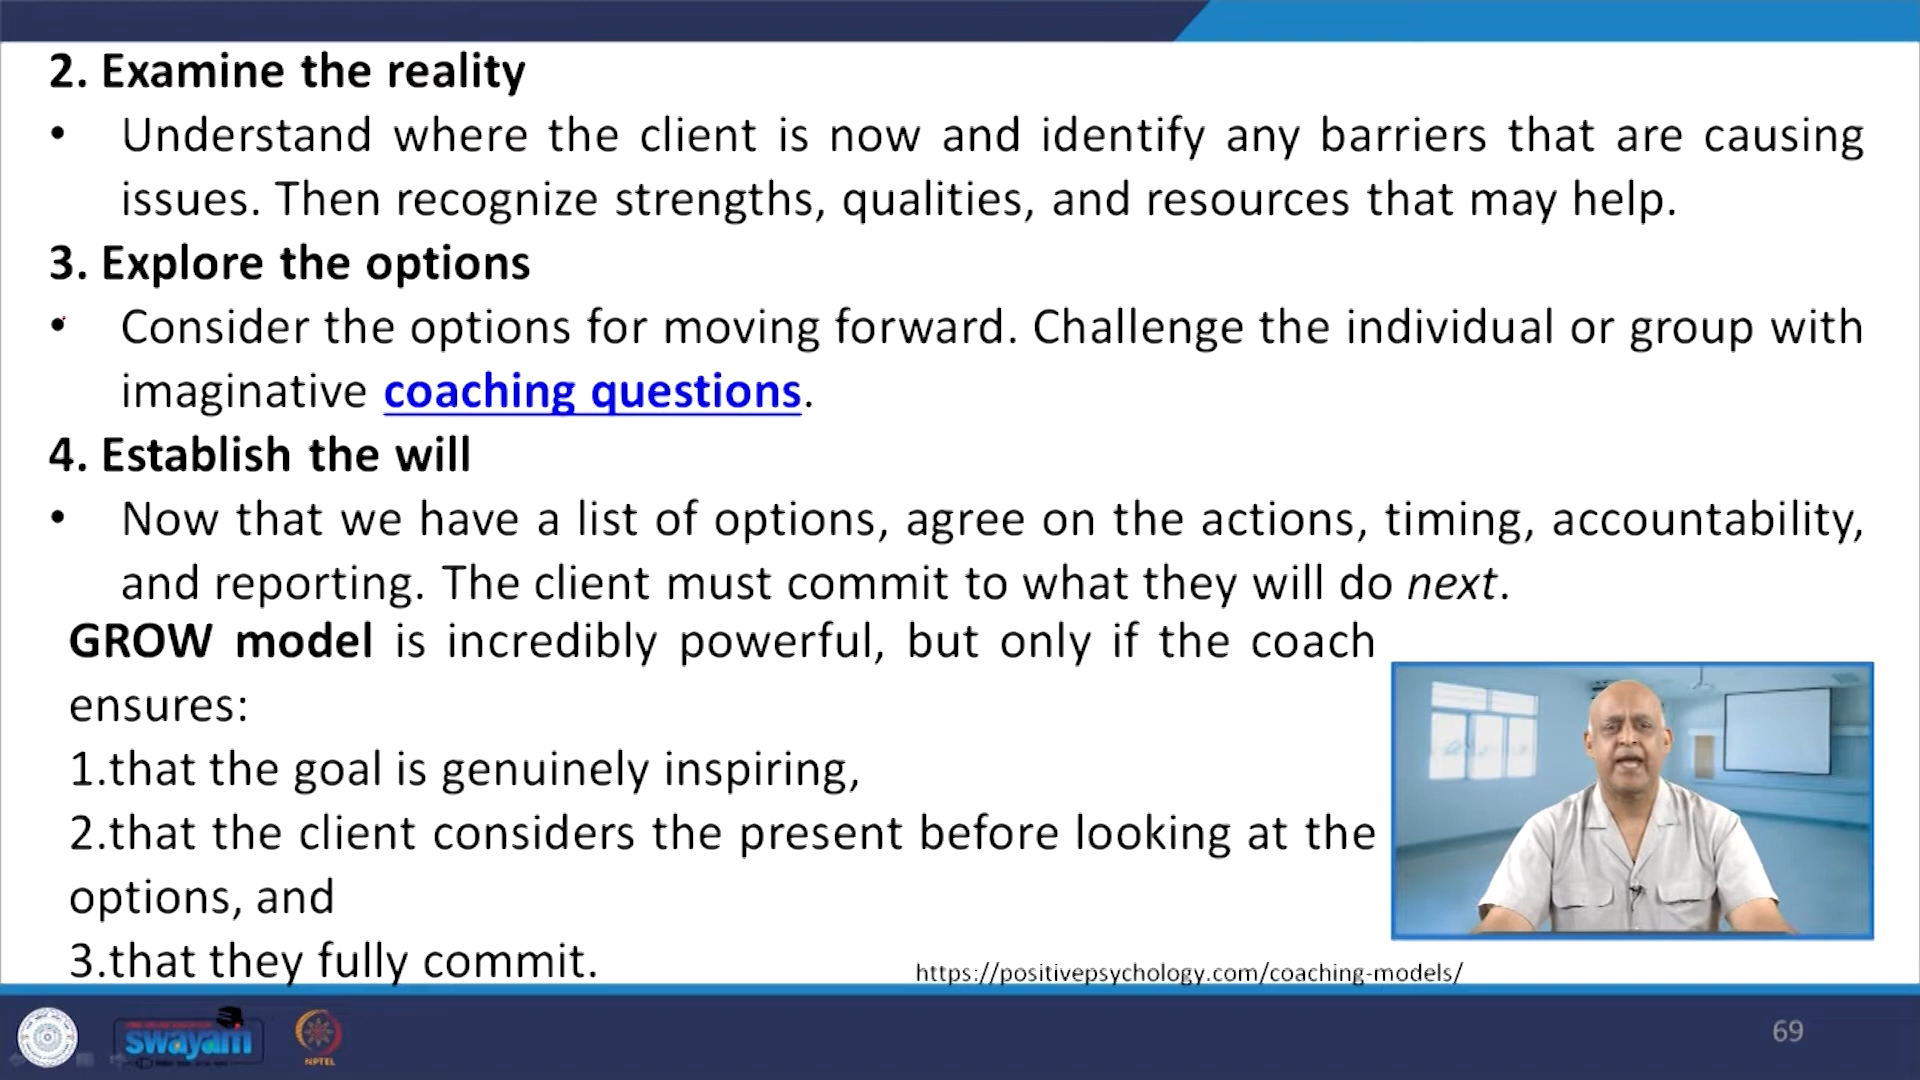 2. Examine the reality
• Understand where the client is now and identify any barriers that are causing
issues. Then recognize strengths, qualities, and resources that may help.
3. Explore the options
• Consider the options for moving forward. Challenge the individual or group with
imaginative coaching questions.
4. Establish the will
• Now that we have a list of options, agree on the actions, timing, accountability,
and reporting. The client must commit to what they will do next.
GROW model is incredibly powerful, but only if the coach
ensures:
1.that the goal is genuinely inspiring,
2.that the client considers the present before looking at the
options, and
3.that they fully commit.
https://positivepsychology.com/coaching-models/
swayam
NPTEL
69